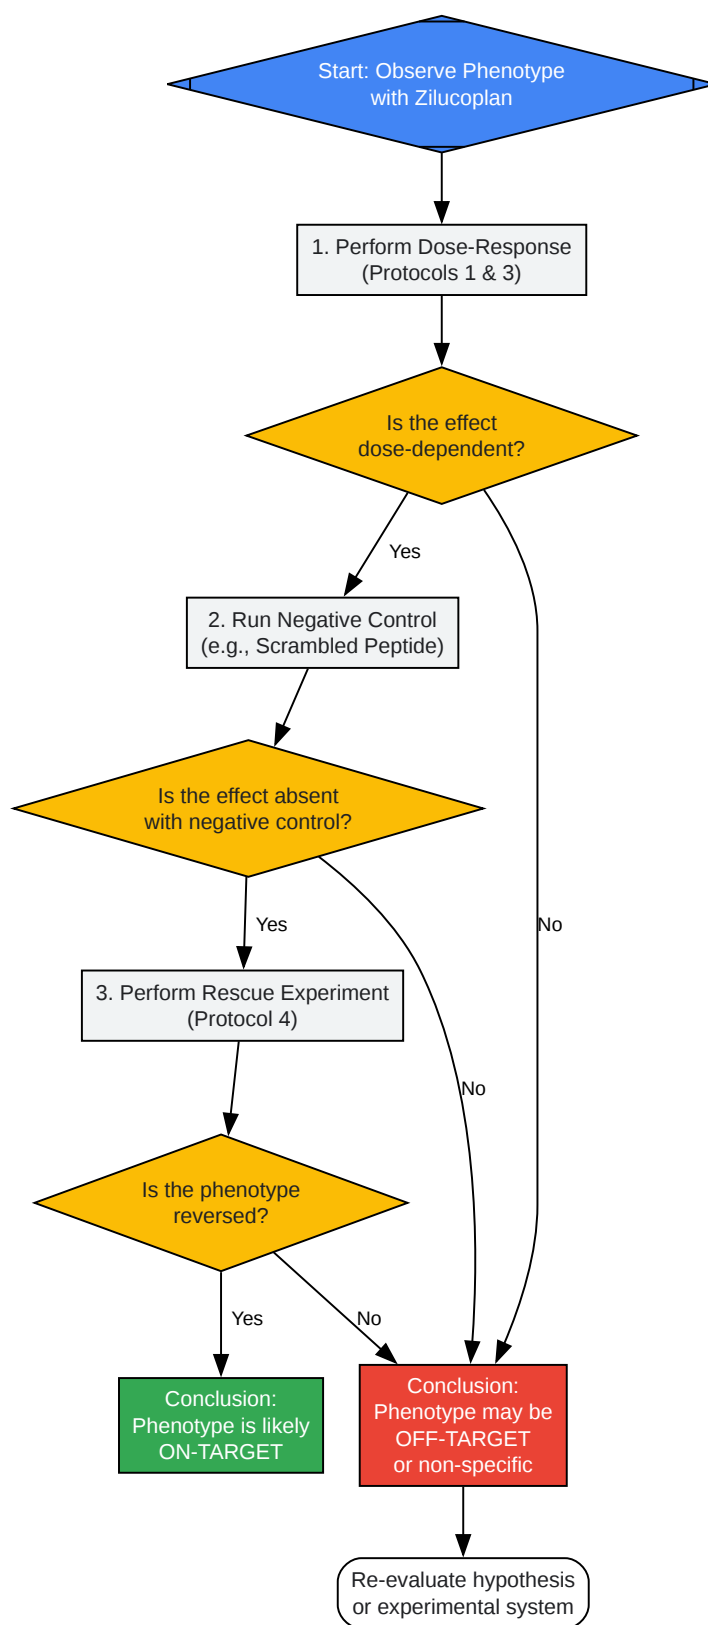 Start: Observe Phenotype
with Zilucoplan
1. Perform Dose-Response
(Protocols 1 & 3)
Is the effect
dose-dependent?
Yes
2. Run Negative Control
(e.g., Scrambled Peptide)
Is the effect absent
with negative control?
Yes
No
3. Perform Rescue Experiment
(Protocol 4)
No
Is the phenotype
reversed?
Yes
No
Conclusion:
Phenotype is likely
ON-TARGET
Conclusion:
Phenotype may be
OFF-TARGET
or non-specific
Re-evaluate hypothesis
or experimental system